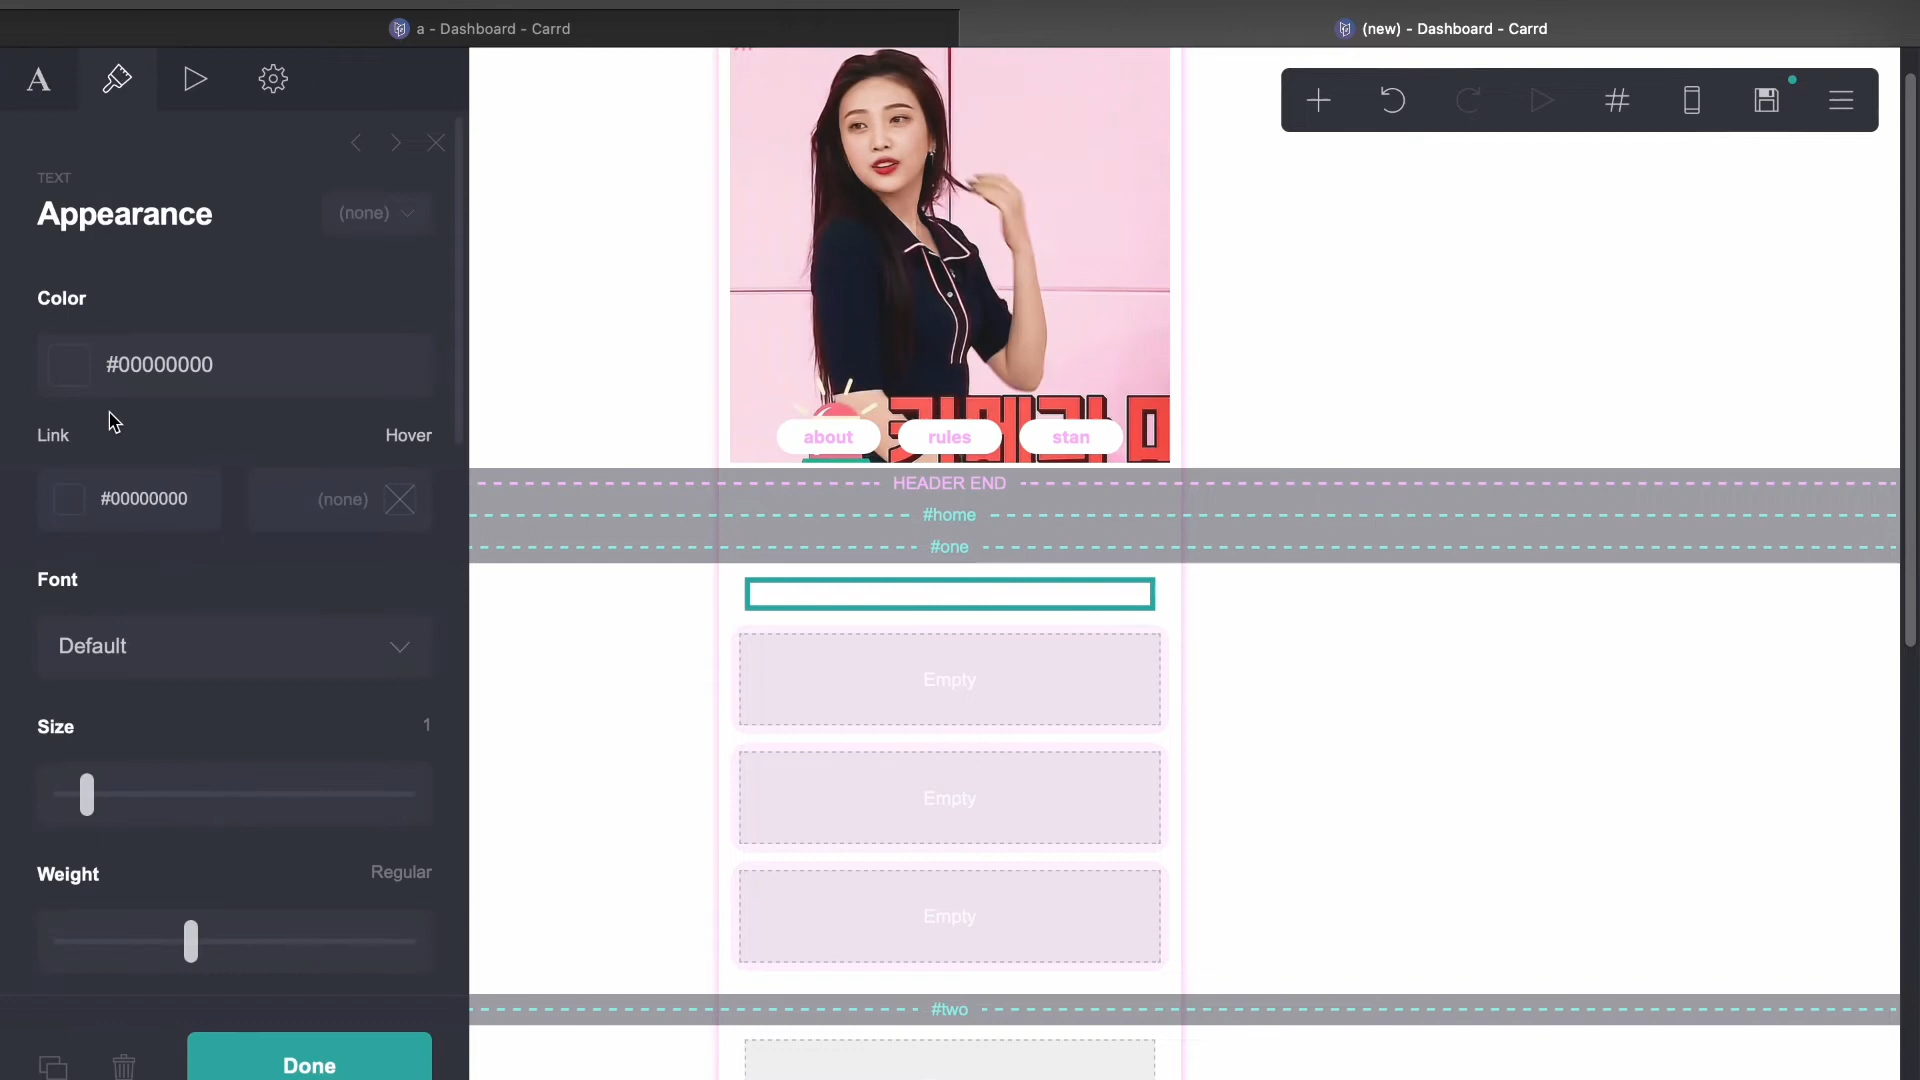 a - Dashboard - Carrd
(new) - Dashboard - Carrd
A
TEXT
Appearance
(none)
Color
#00000000
Link
Hover
#00000000
(none)
Font
Default
Size
1
Weight
Regular
Done
about
rules
stan
HEADER END
#home
#one
Empty
Empty
Empty
#two